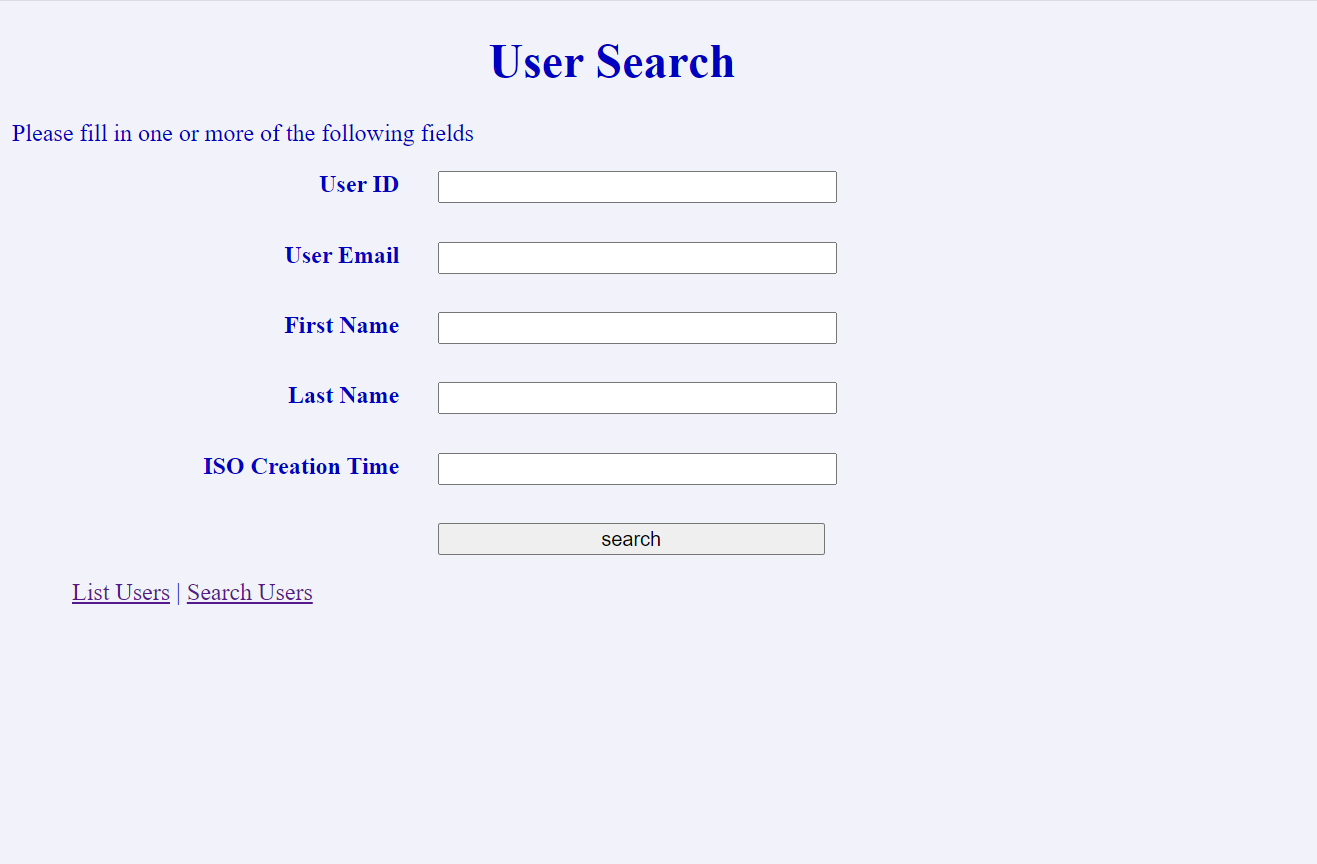 User Search
Please fill in one or more of the following fields
User ID
User Email
First Name
Last Name
ISO Creation Time
search
List Users | Search Users